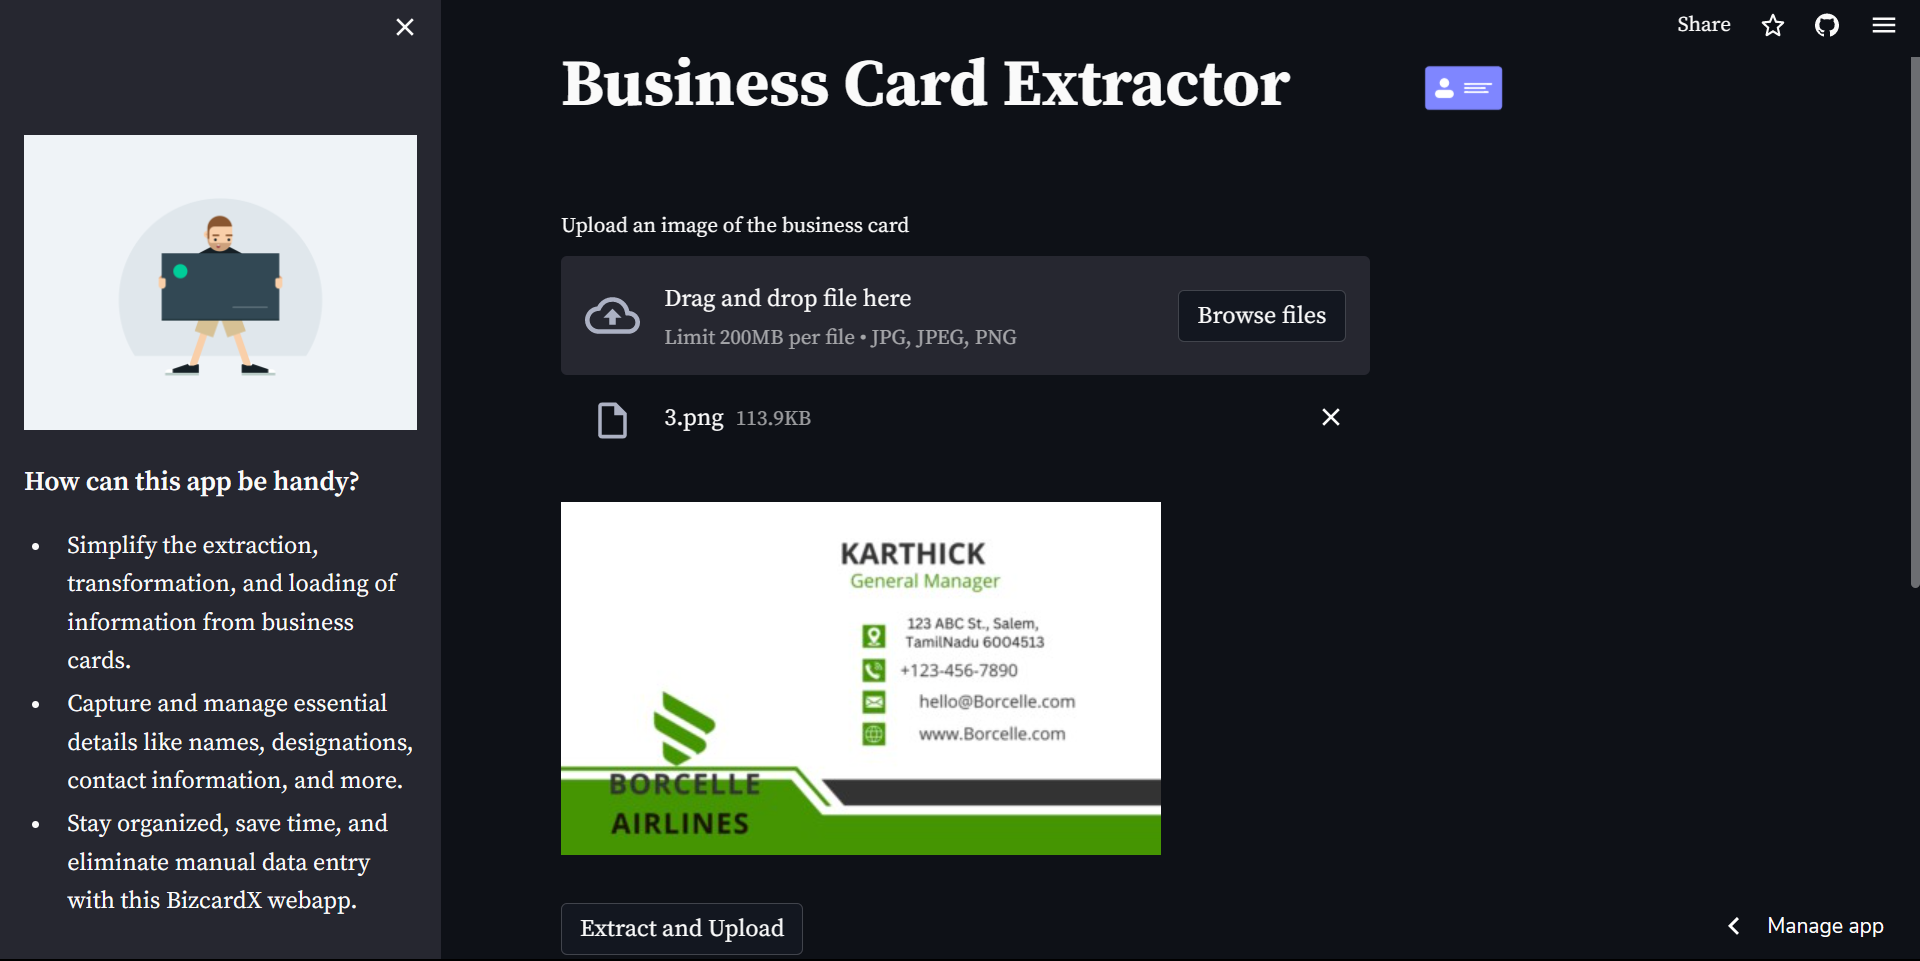 Share
Business Card Extractor
Upload an image of the business card
Drag and drop file here
Limit 200MB per file • JPG, JPEG, PNG
Browse files
3.png 113.9KB
KARTHICK
General Manager
123 ABC St., Salem,
TamilNadu 6004513
+123-456-7890
hello@Borcelle.com
www.Borcelle.com
BORCELLE
AIRLINES
Extract and Upload
Manage app
How can this app be handy?
• Simplify the extraction,
transformation, and loading of
information from business
cards.
• Capture and manage essential
details like names, designations,
contact information, and more.
• Stay organized, save time, and
eliminate manual data entry
with this BizcardX webapp.